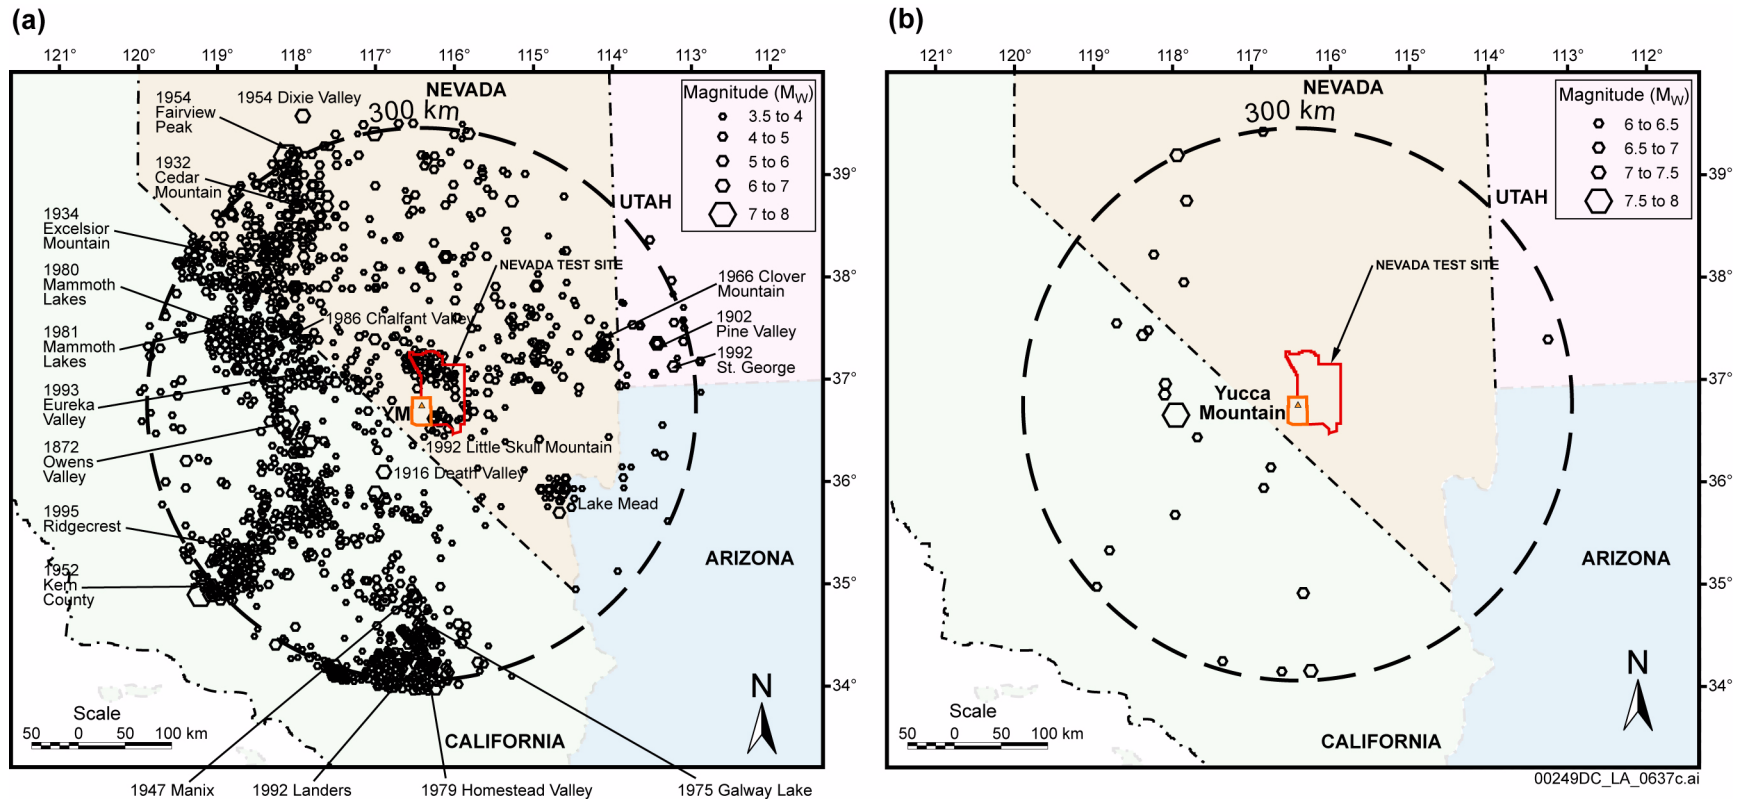 (a)
121° 120° 119° 118° 117° 116° 115° 114° 113° 112°
NEVADA
300 km
1954 Dixie Valley
1954
Fairview
Peak
1932
Cedar
Mountain
1934
Excelsior
Mountain
1980
Mammoth
Lakes
1981
Mammoth
Lakes
1993
Eureka
Valley
1872
Owens
Valley
1995
Ridgecrest
1952
Kern
County
Magnitude (MW)
3.5 to 4
4 to 5
5 to 6
6 to 7
7 to 8
UTAH
NEVADA TEST SITE
1966 Clover
Mountain
1902
Pine Valley
1992
St. George
1986 Chalfant Valley
YM
1992 Little Skull Mountain
1916 Death Valley
Lake Mead
ARIZONA
CALIFORNIA
39°
38°
37°
36°
35°
34°
N
Scale
50 0 50 100 km
1947 Manix
1992 Landers
1979 Homestead Valley
1975 Galway Lake
(b)
121° 120° 119° 118° 117° 116° 115° 114° 113° 112°
NEVADA
300 km
Magnitude (MW)
6 to 6.5
6.5 to 7
7 to 7.5
7.5 to 8
UTAH
NEVADA TEST SITE
Yucca
Mountain
ARIZONA
CALIFORNIA
39°
38°
37°
36°
35°
34°
N
Scale
50 0 50 100 km
00249DC_LA_0637c.ai